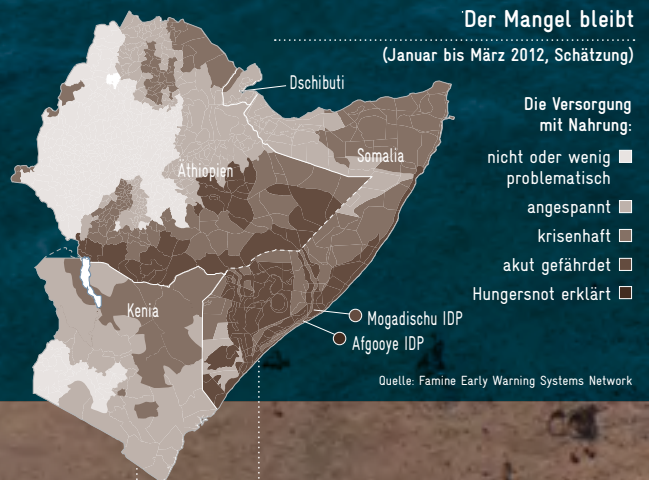 Der Mangel bleibt
(Januar bis März 2012, Schätzung)
Dschibuti
Die Versorgung
mit Nahrung:
Somalia
nicht oder wenig
problematisch
Äthiopien
angespannt
krisenhaft
akut gefährdet
Hungersnot erklärt
Kenia
Mogadischu IDP
Afgooye IDP
Quelle: Famine Early Warning Systems Network